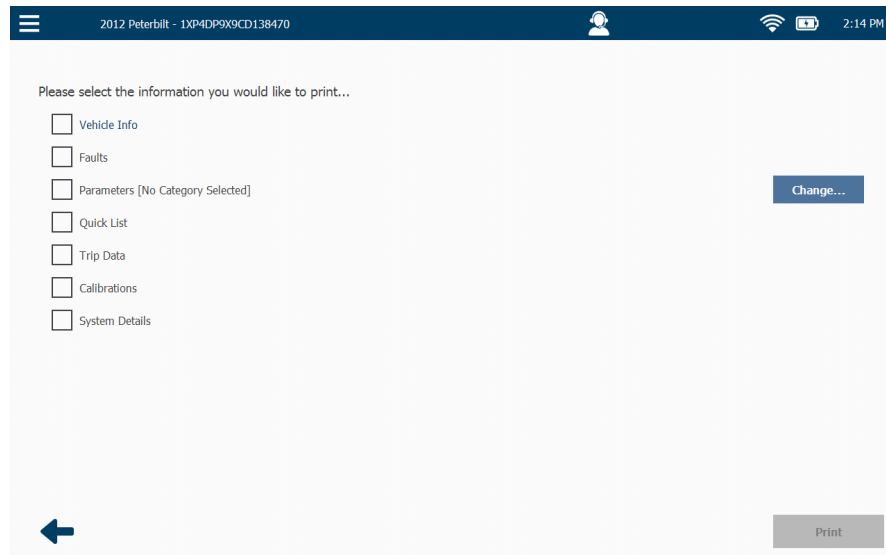 2012 Peterbilt - 1XP4DP9X9CD138470
2:14 PM
Please select the information you would like to print...
Vehicle Info
Faults
Parameters [No Category Selected]
Change...
Quick List
Trip Data
Calibrations
System Details
Print